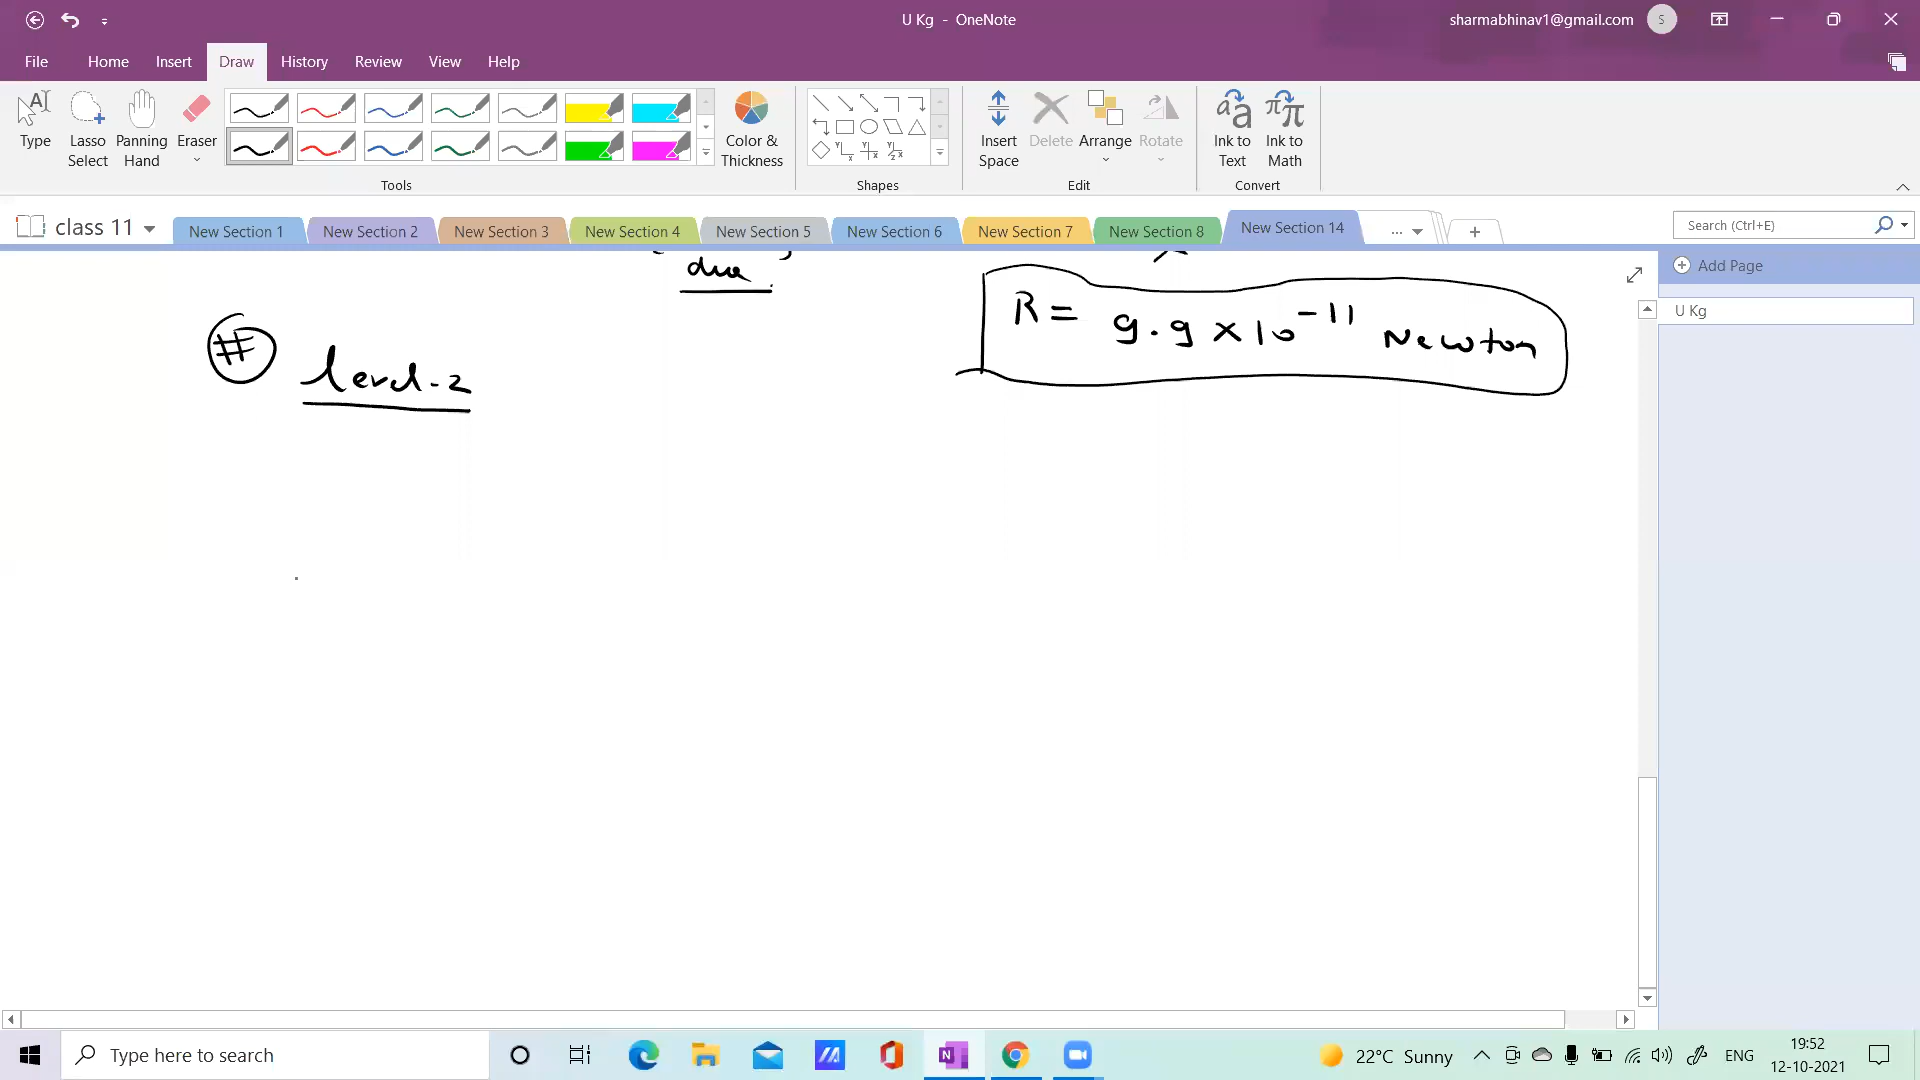 U Kg - OneNote
sharmabhinav1@gmail.com
S
File Home Insert Draw History Review View Help
Type
Lasso Select
Panning Hand
Eraser
Color & Thickness
Insert Space
Delete
Arrange
Rotate
Ink to Text
Ink to Math
Tools
Shapes
Edit
Convert
class 11
New Section 1
New Section 2
New Section 3
New Section 4
New Section 5
New Section 6
New Section 7
New Section 8
New Section 14
...
+
Search (Ctrl+E)
Add Page
U Kg
due
R = 9.9 × 10⁻¹¹ Newton
# level-2
Type here to search
22°C Sunny
ENG
19:52
12-10-2021